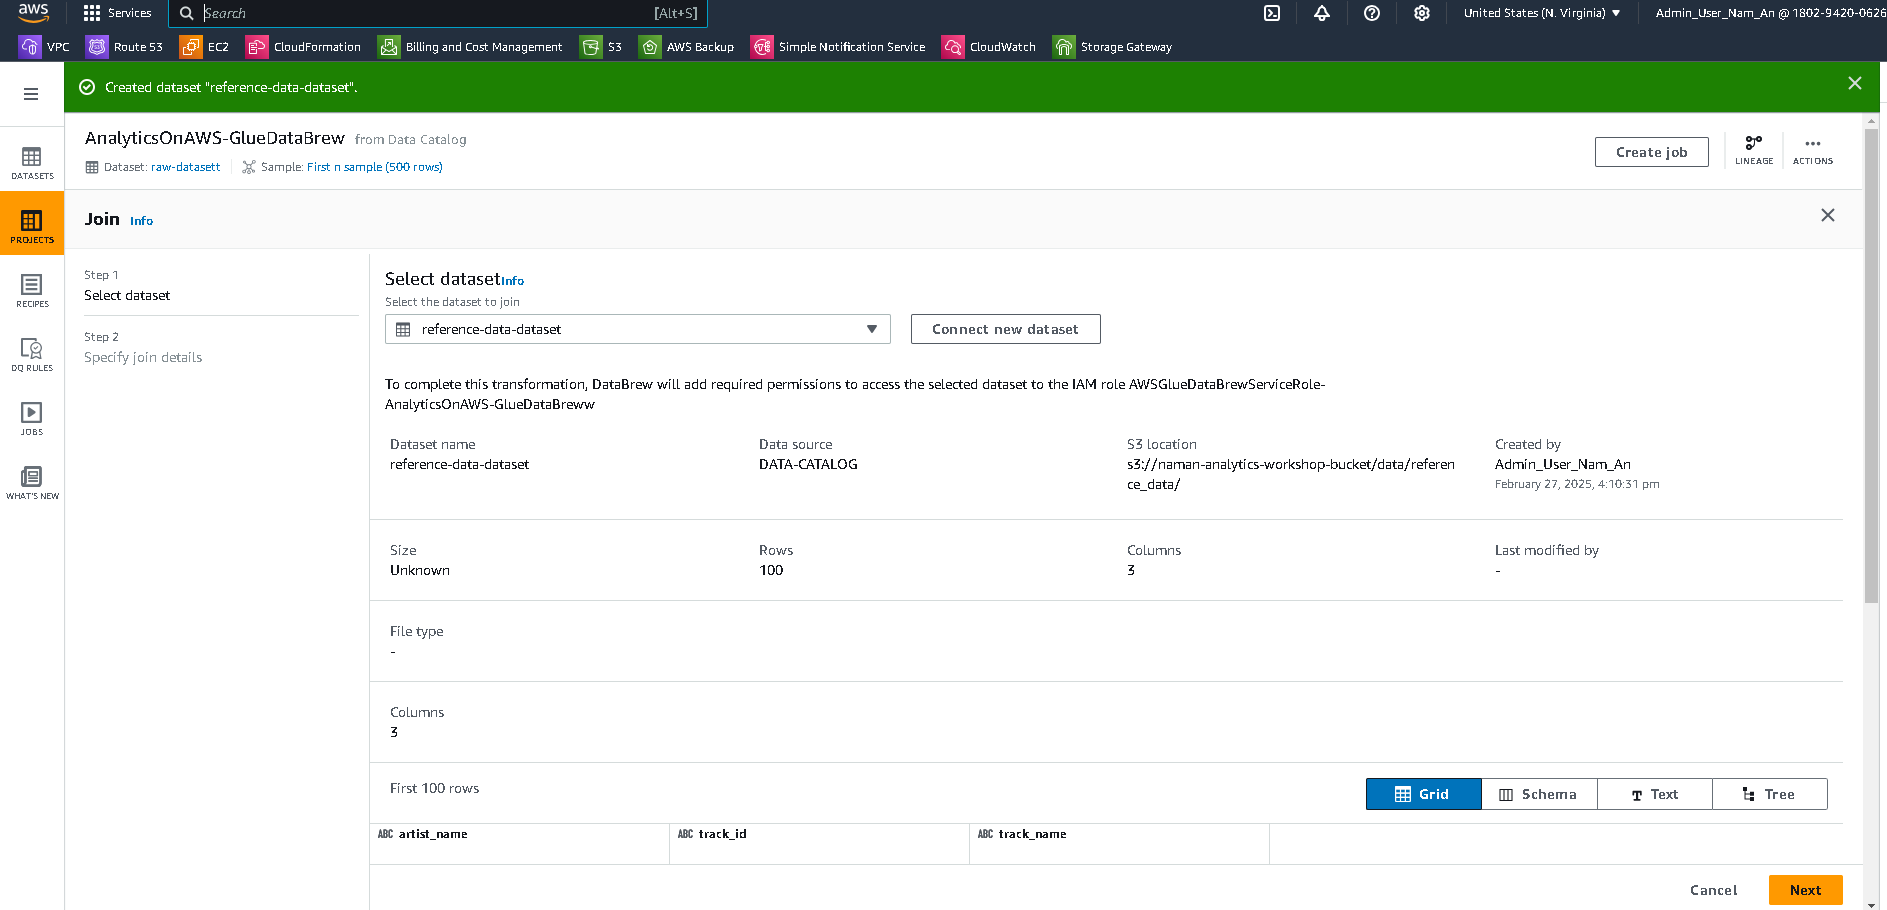 aws
Services
Search
[Alt+S]
United States (N. Virginia)
Admin_User_Nam_An @ 1802-9420-0626
VPC
Route 53
EC2
CloudFormation
Billing and Cost Management
S3
AWS Backup
Simple Notification Service
CloudWatch
Storage Gateway
Created dataset "reference-data-dataset".
AnalyticsOnAWS-GlueDataBrew from Data Catalog
Dataset: raw-datasett
Sample: First n sample (500 rows)
Create job
LINEAGE
ACTIONS
DATASETS
PROJECTS
RECIPES
DQ RULES
JOBS
WHAT'S NEW
Join Info
Step 1
Select dataset
Step 2
Specify join details
Select dataset Info
Select the dataset to join
reference-data-dataset
Connect new dataset
To complete this transformation, DataBrew will add required permissions to access the selected dataset to the IAM role AWSGlueDataBrewServiceRole-
AnalyticsOnAWS-GlueDataBreww
Dataset name
reference-data-dataset
Data source
DATA-CATALOG
S3 location
s3://naman-analytics-workshop-bucket/data/referen
ce_data/
Created by
Admin_User_Nam_An
February 27, 2025, 4:10:31 pm
Size
Unknown
Rows
100
Columns
3
Last modified by
-
File type
-
Columns
3
First 100 rows
Grid
Schema
Text
Tree
ABC artist_name
ABC track_id
ABC track_name
Cancel
Next